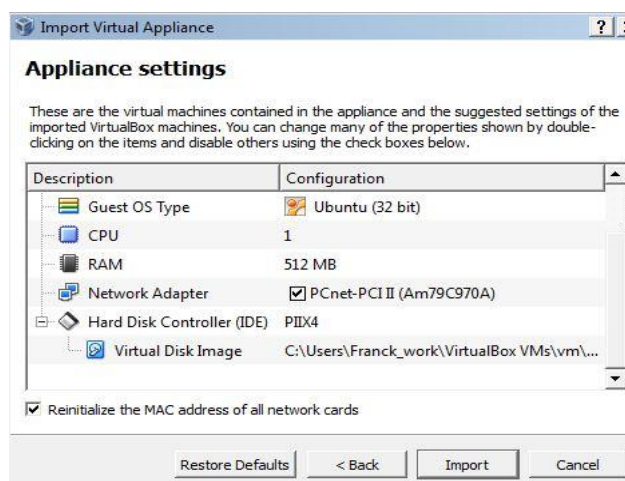 Import Virtual Appliance
?
Appliance settings
These are the virtual machines contained in the appliance and the suggested settings of the
imported VirtualBox machines. You can change many of the properties shown by double-
clicking on the items and disable others using the check boxes below.
Description Configuration
Guest OS Type Ubuntu (32 bit)
CPU 1
RAM 512 MB
Network Adapter PCnet-PCI II (Am79C970A)
Hard Disk Controller (IDE) PIIX4
Virtual Disk Image C:\Users\Franck_work\VirtualBox VMs\vm\...
Reinitialize the MAC address of all network cards
Restore Defaults < Back Import Cancel